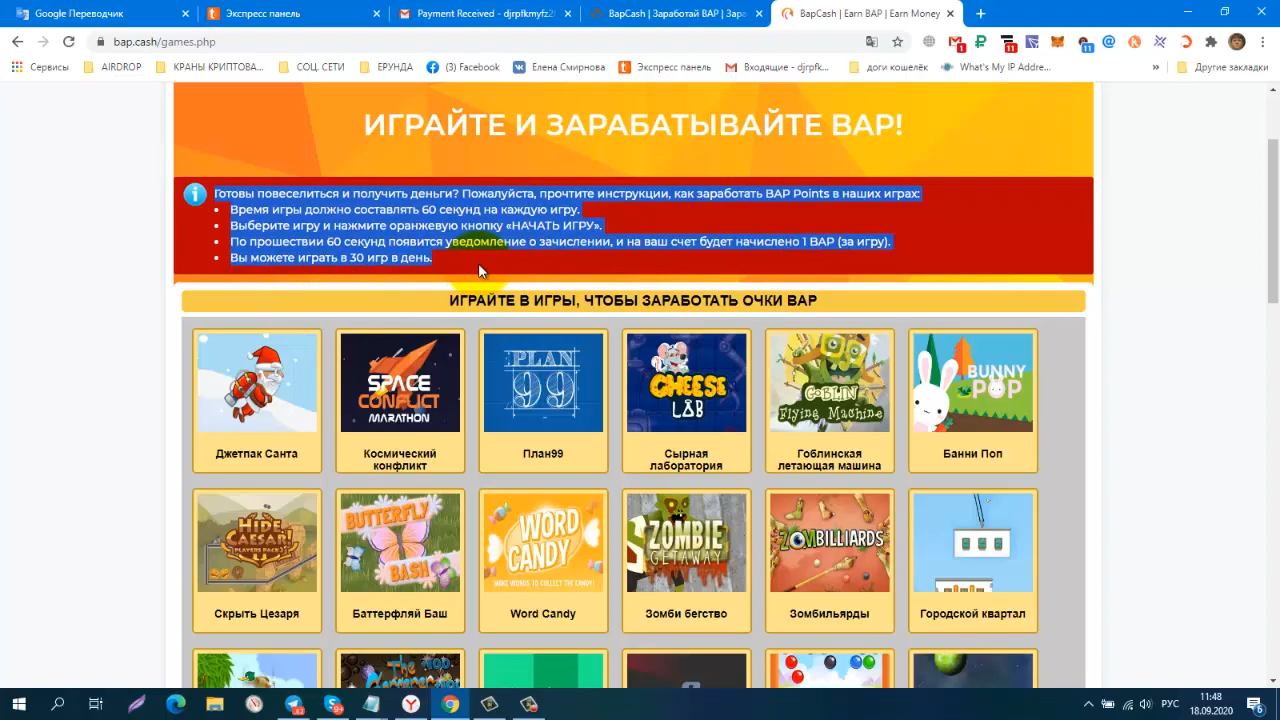 Google Переводчик
Экспресс панель
Payment Received - djrpfkmyfz2
BapCash | Заработай BAP | Зара
BapCash | Earn BAP | Earn Money
bap.cash/games.php
1
11
11
Сервисы
AIRDROP
КРАНЫ КРИПТОВА...
СОЦ. СЕТИ
ЕРУНДА
(3) Facebook
Елена Смирнова
Экспресс панель
Входящие - djrpfk...
доги кошелёк
What's My IP Addre...
»
Другие закладки
ИГРАЙТЕ И ЗАРАБАТЫВАЙТЕ BAP!
Готовы повеселиться и получить деньги? Пожалуйста, прочтите инструкции, как заработать BAP Points в наших играх:
Время игры должно составлять 60 секунд на каждую игру.
Выберите игру и нажмите оранжевую кнопку «НАЧАТЬ ИГРУ».
По прошествии 60 секунд появится уведомление о зачислении, и на ваш счет будет начислено 1 BAP (за игру).
Вы можете играть в 30 игр в день.
ИГРАЙТЕ В ИГРЫ, ЧТОБЫ ЗАРАБОТАТЬ ОЧКИ BAP
SPACE
CONFLICT
MARATHON
PLAN
99
CHEESE
LAB
GOBLIN
Flying Machine
BUNNY
POP
Джетпак Санта
Космический
конфликт
План99
Сырная
лаборатория
Гоблинская
летающая машина
Банни Поп
HIDE
CAESAR!
PLAYERS PACK
BUTTERFLY
BASH
WORD
CANDY
MAKE WORDS TO COLLECT THE CANDY!
ZOMBIE
GETAWAY
ZOMBILLIARDS
Скрыть Цезаря
Баттерфляй Баш
Word Candy
Зомби бегство
Зомбильярды
Городской квартал
The
РУС
11:48
18.09.2020
6